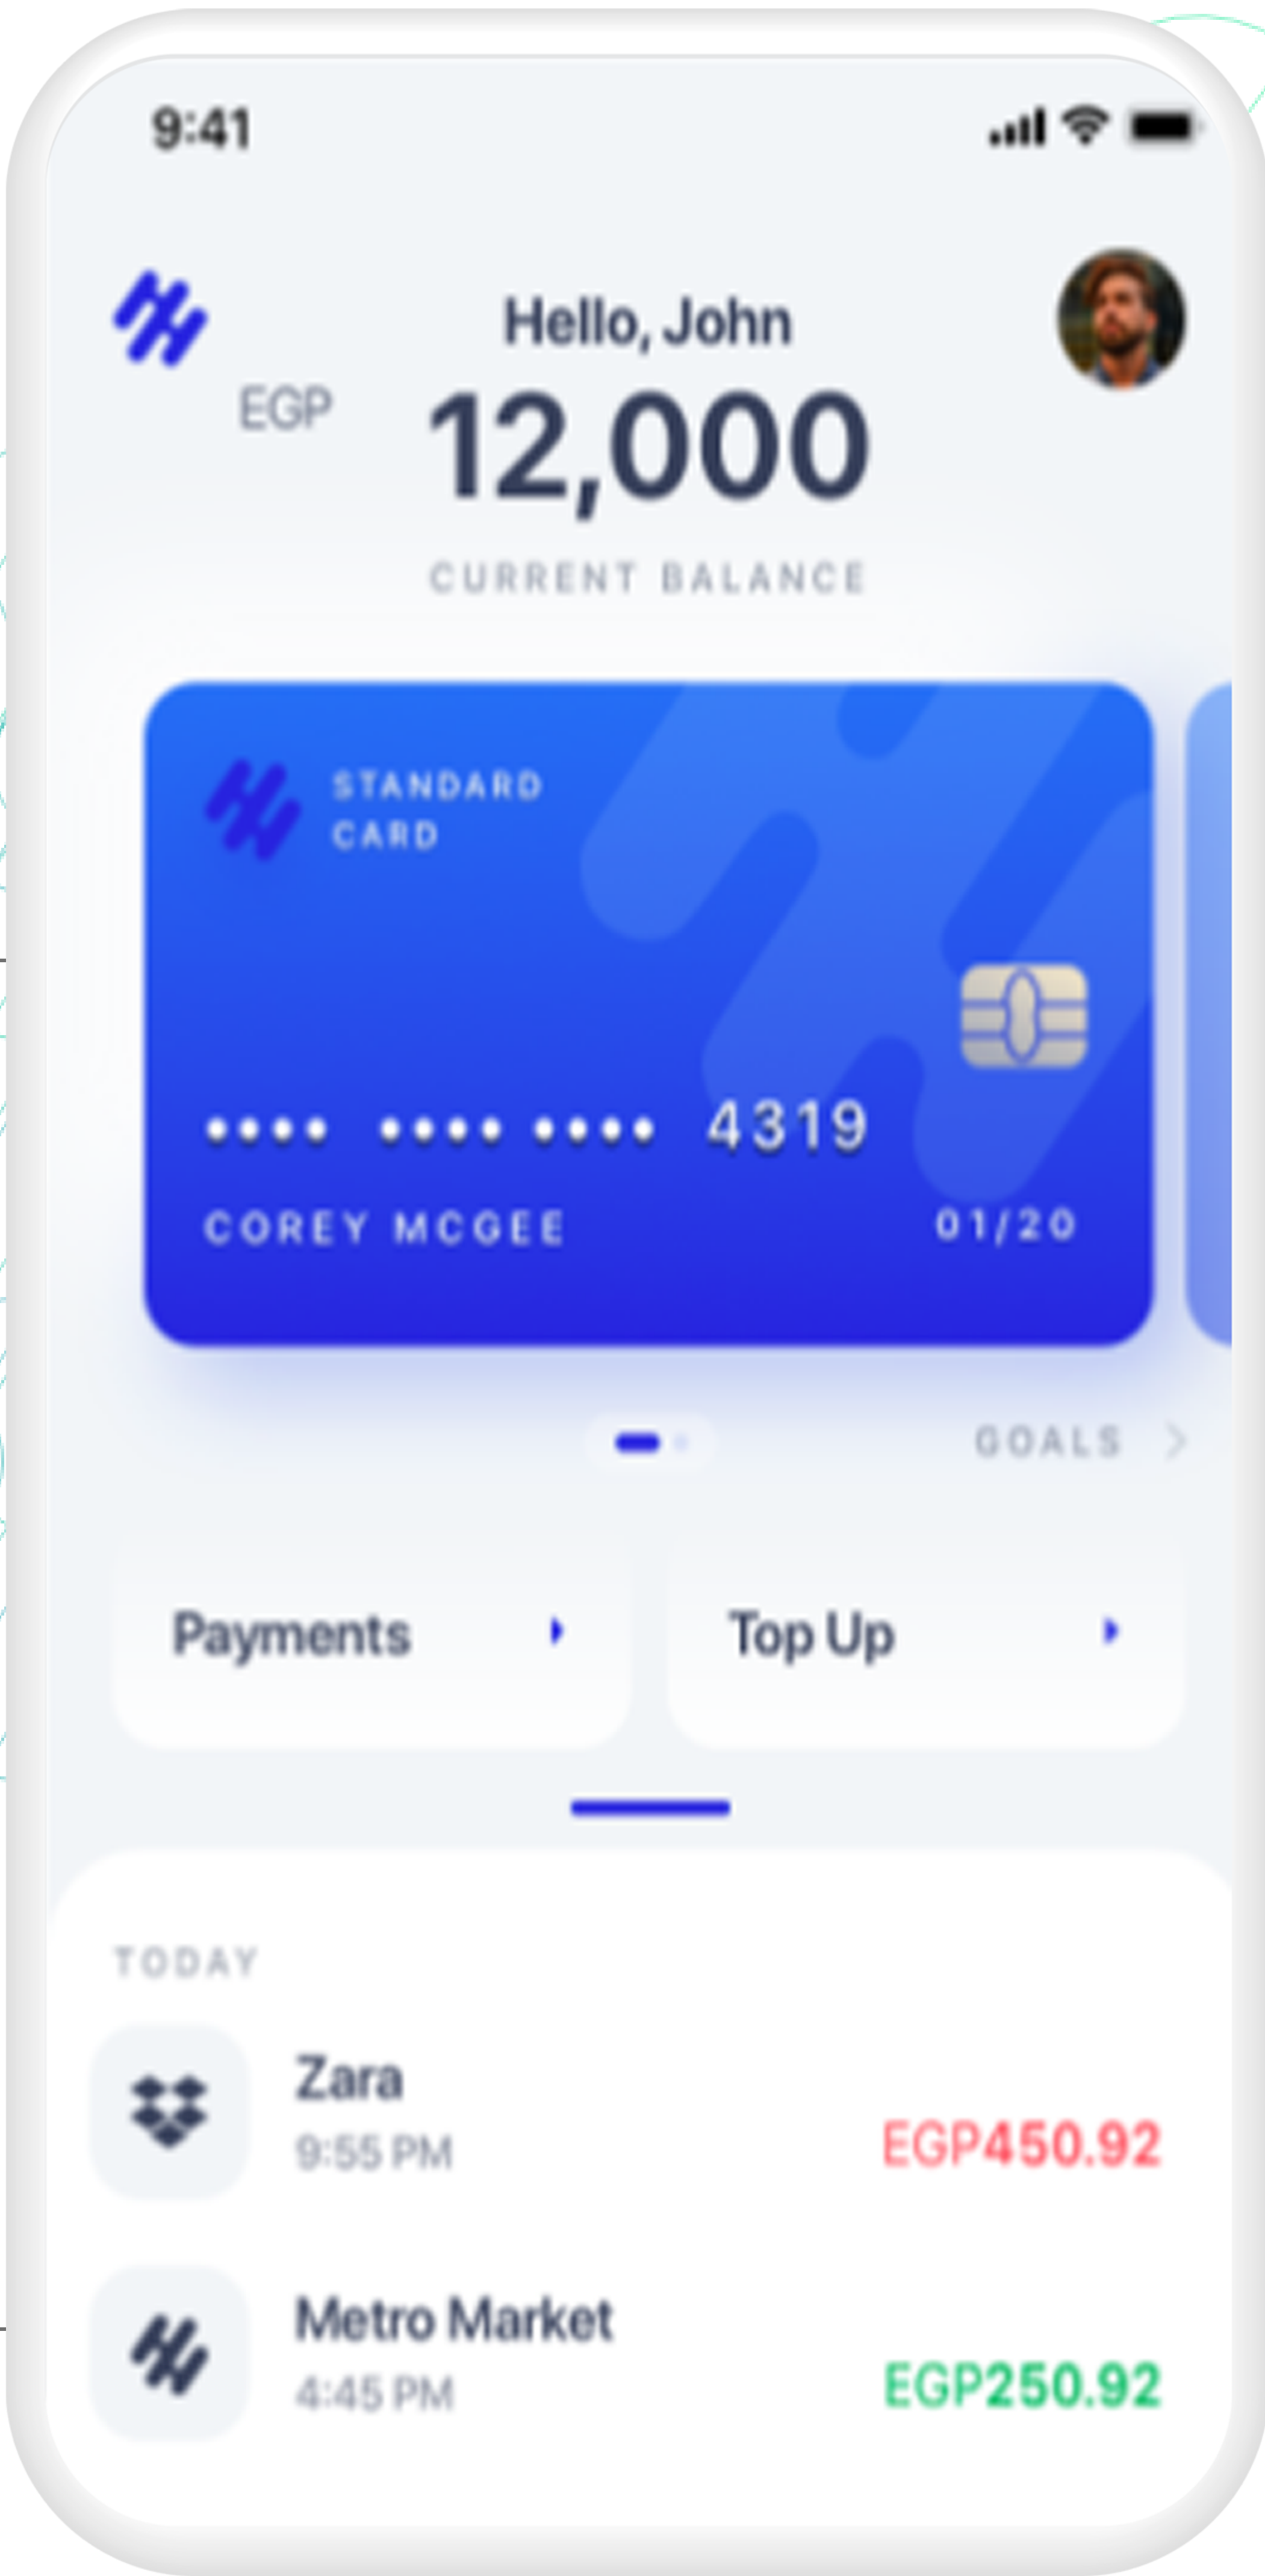 9:41
Hello, John
EGP 12,000
CURRENT BALANCE
STANDARD
CARD
•••• •••• •••• 4319
COREY MCGEE 01/20
GOALS
Payments
Top Up
TODAY
Zara
9:55 PM
EGP450.92
Metro Market
4:45 PM
EGP250.92